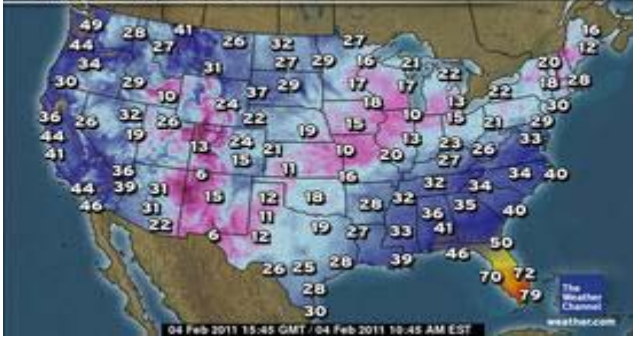 49 28 41 26 32 27 16
44 27 12
34 31 27 29 16 21 22 20
30 29 10 37 29 17 17 22 18 28
36 26 32 26 24 22 18 10 13 30
44 19 19 15 15 21 29
41 13 24 21 10 13 23 26 33
15 11 20 27
36 6 16 34 40
44 39 31 15 12 18 28 32 32 34
46 31 11 36 35 40
22 6 12 19 27 33 41
26 25 28 39 46 50
28 70 72
30 79
The
Weather
Channel
weather.com
04 Feb 2011 15:45 GMT / 04 Feb 2011 10:45 AM EST